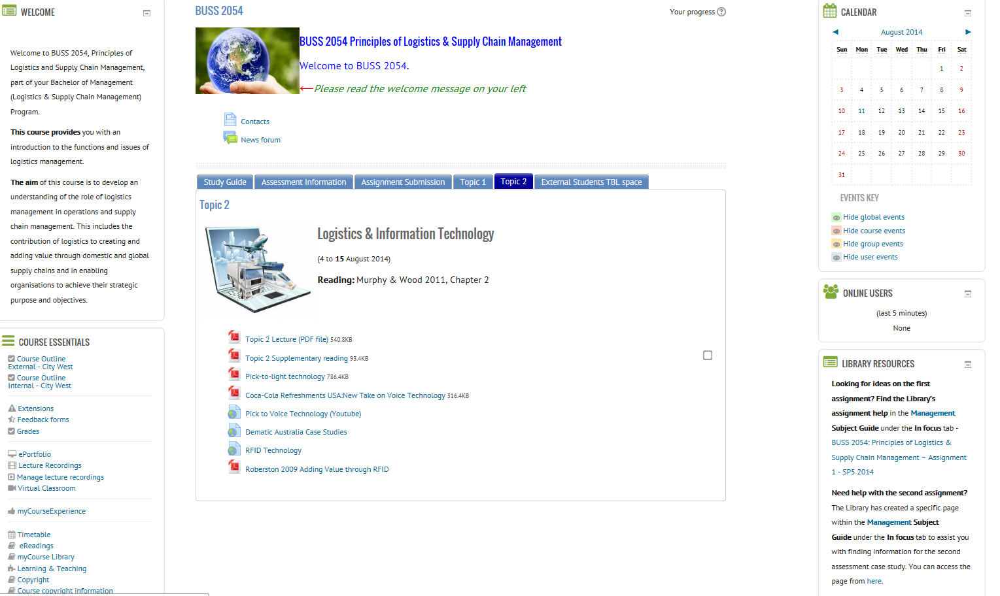 WELCOME
Welcome to BUSS 2054, Principles of
Logistics and Supply Chain Management,
part of your Bachelor of Management
(Logistics & Supply Chain Management)
Program.
This course provides you with an
introduction to the functions and issues of
logistics management.
The aim of this course is to develop an
understanding of the role of logistics
management in operations and supply
chain management. This includes the
contribution of logistics to creating and
adding value through domestic and global
supply chains and in enabling
organisations to achieve their strategic
purpose and objectives.
COURSE ESSENTIALS
Course Outline
External - City West
Course Outline
Internal - City West
Extensions
Feedback forms
Grades
ePortfolio
Lecture Recordings
Manage lecture recordings
Virtual Classroom
myCourseExperience
Timetable
eReadings
myCourse Library
Learning & Teaching
Copyright
Course copyright information
BUSS 2054
Your progress
BUSS 2054 Principles of Logistics & Supply Chain Management
Welcome to BUSS 2054.
←Please read the welcome message on your left
Contacts
News forum
Study Guide Assessment Information Assignment Submission Topic 1 Topic 2 External Students TBL space
Topic 2
Logistics & Information Technology
(4 to 15 August 2014)
Reading: Murphy & Wood 2011, Chapter 2
Topic 2 Lecture (PDF file) 540.8KB
Topic 2 Supplementary reading 93.4KB
Pick-to-light technology 786.4KB
Coca-Cola Refreshments USA:New Take on Voice Technology 316.4KB
Pick to Voice Technology (Youtube)
Dematic Australia Case Studies
RFID Technology
Roberston 2009 Adding Value through RFID
CALENDAR
◄ August 2014 ►
Sun Mon Tue Wed Thu Fri Sat
1 2
3 4 5 6 7 8 9
10 11 12 13 14 15 16
17 18 19 20 21 22 23
24 25 26 27 28 29 30
31
EVENTS KEY
Hide global events
Hide course events
Hide group events
Hide user events
ONLINE USERS
(last 5 minutes)
None
LIBRARY RESOURCES
Looking for ideas on the first
assignment? Find the Library's
assignment help in the Management
Subject Guide under the In focus tab -
BUSS 2054: Principles of Logistics &
Supply Chain Management – Assignment
1 - SP5 2014
Need help with the second assignment?
The Library has created a specific page
within the Management Subject
Guide under the In focus tab to assist you
with finding information for the second
assessment case study. You can access the
page from here.